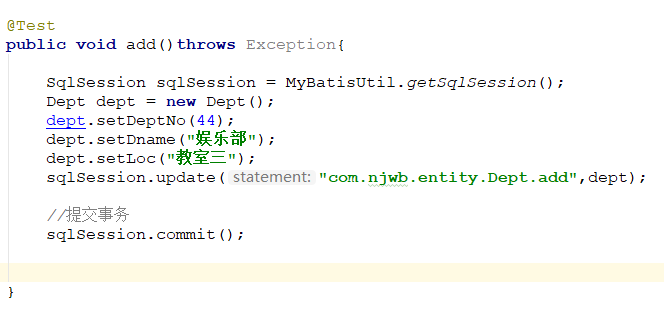 @Test
public void add()throws Exception{
SqlSession sqlSession = MyBatisUtil.getSqlSession();
Dept dept = new Dept();
dept.setDeptNo(44);
dept.setDname("娱乐部");
dept.setLoc("教室三");
sqlSession.update( statement: "com.njwb.entity.Dept.add",dept);
//提交事务
sqlSession.commit();
}